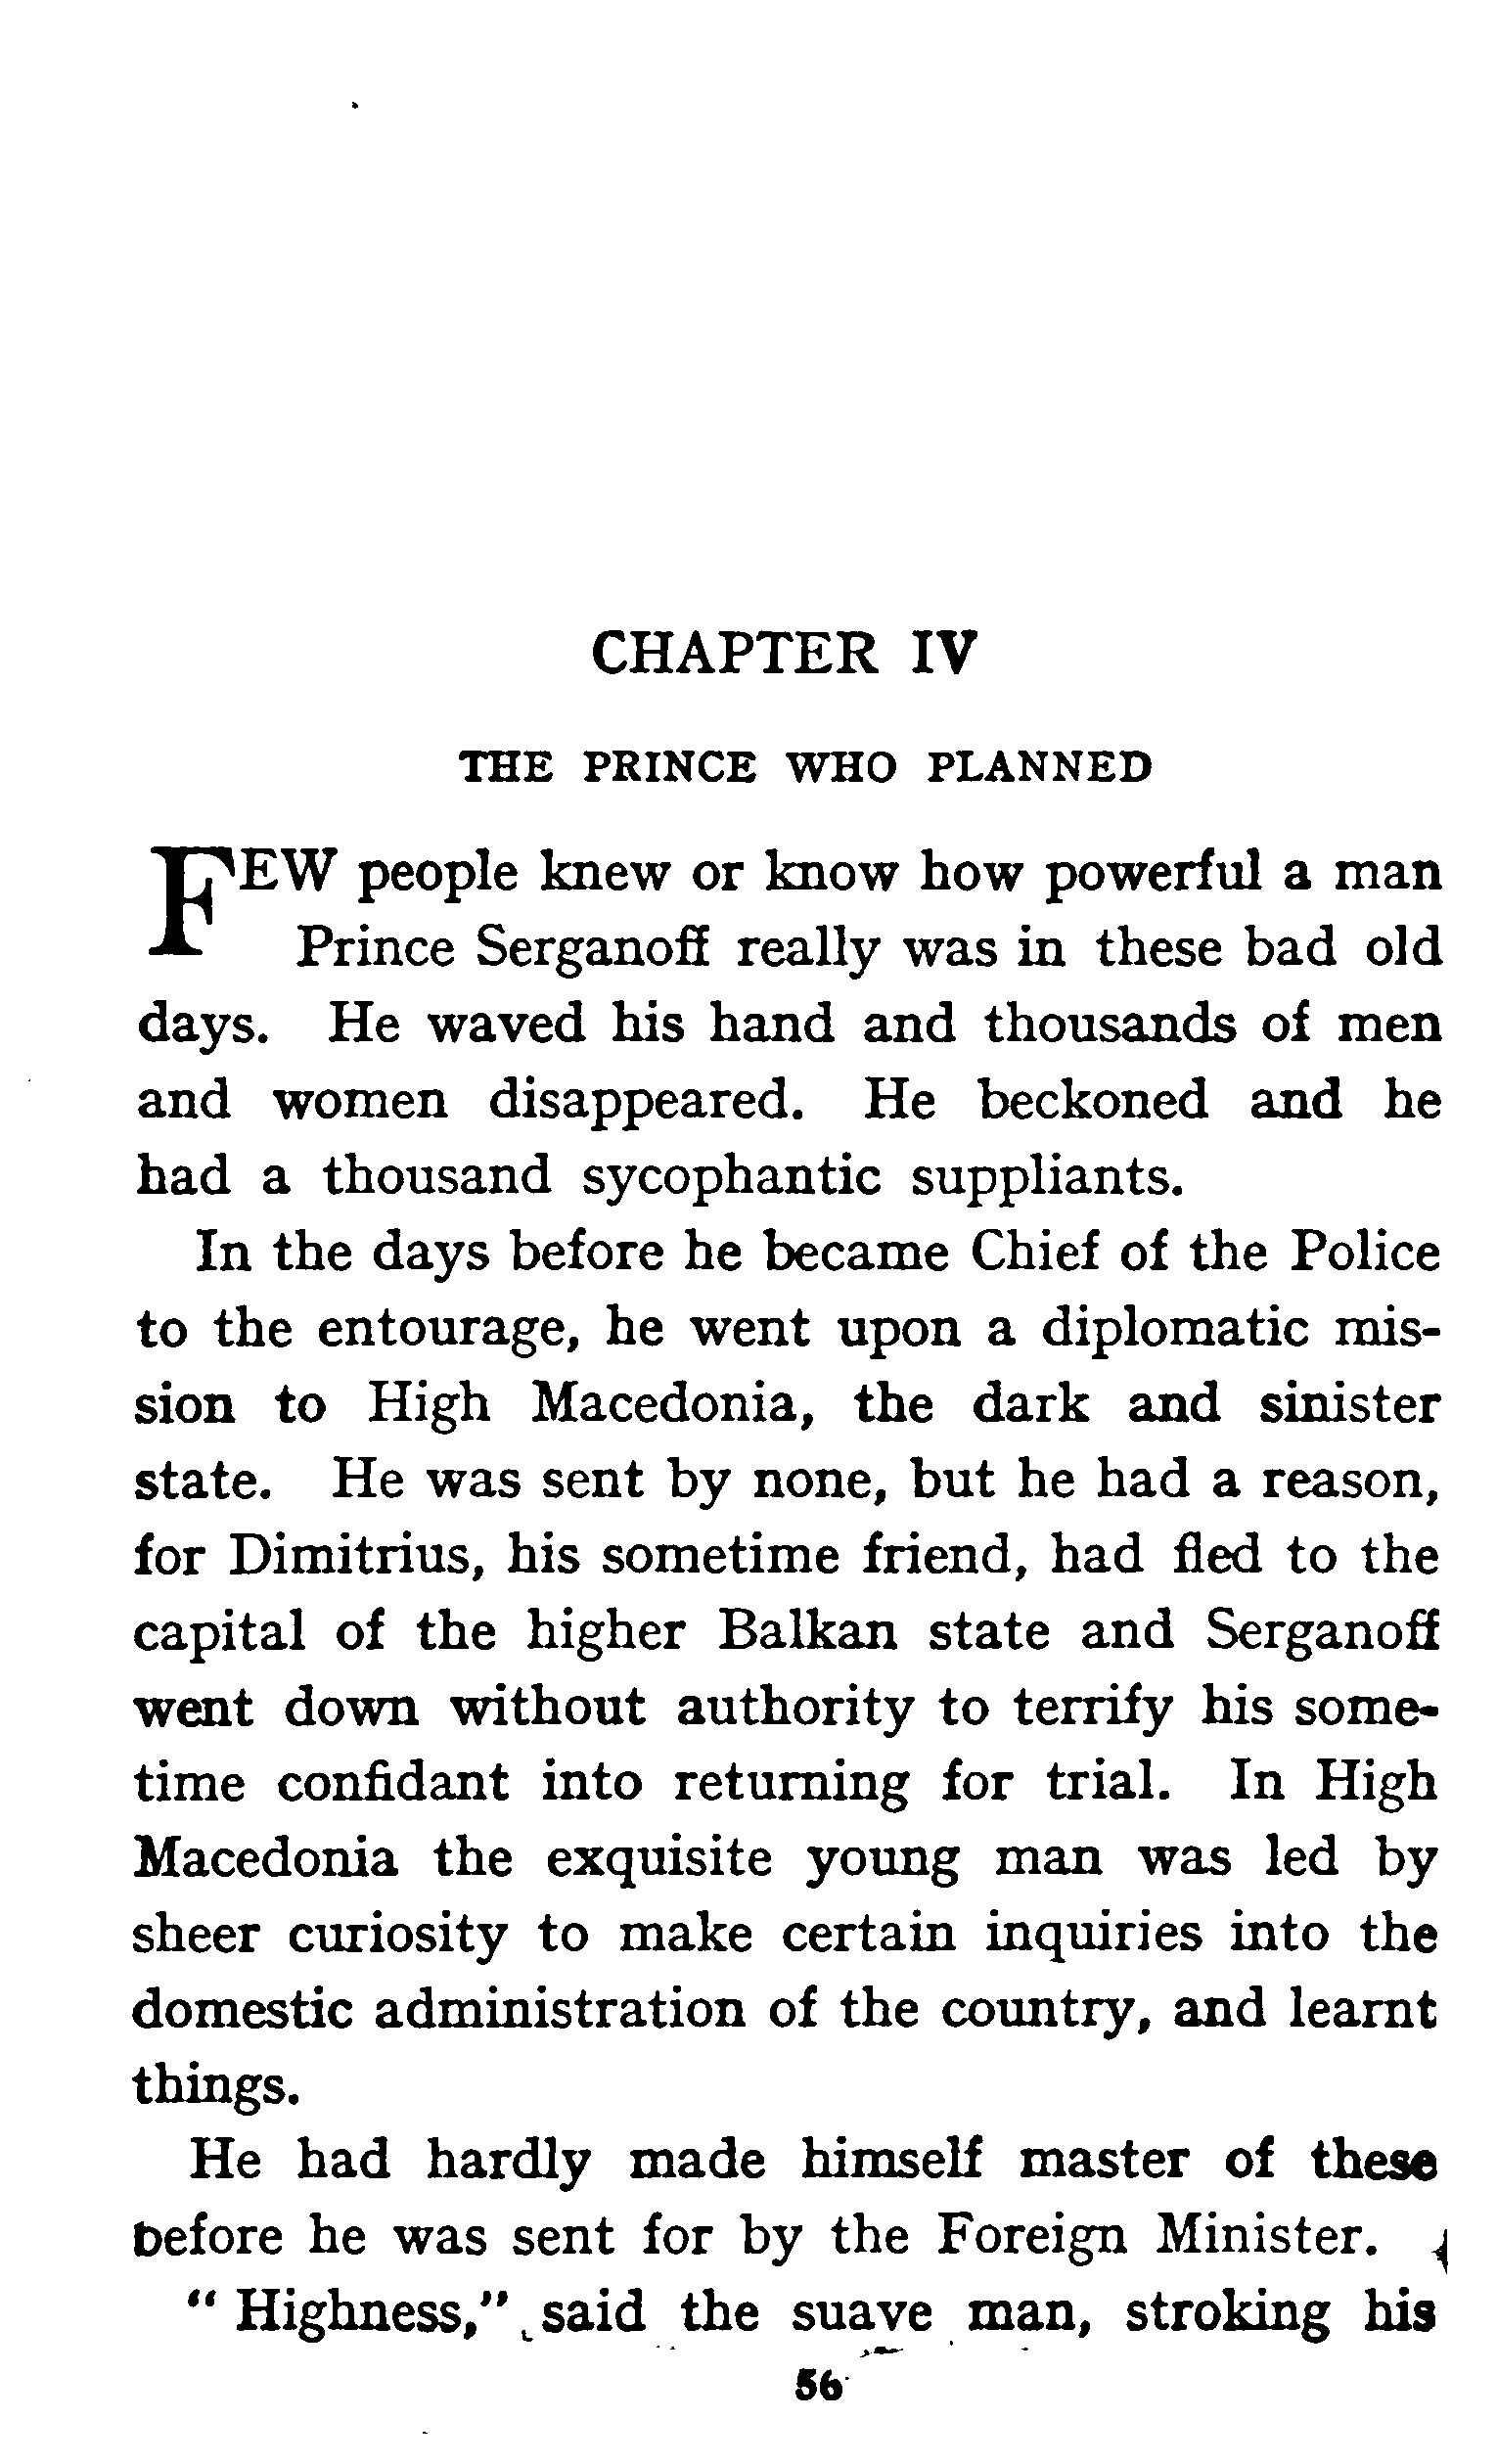 CHAPTER IV
THE PRINCE WHO PLANNED
FEW people knew or know how powerful a man
Prince Serganoff really was in these bad old
days. He waved his hand and thousands of men
and women disappeared. He beckoned and he
had a thousand sycophantic suppliants.
In the days before he became Chief of the Police
to the entourage, he went upon a diplomatic mis-
sion to High Macedonia, the dark and sinister
state. He was sent by none, but he had a reason,
for Dimitrius, his sometime friend, had fled to the
capital of the higher Balkan state and Serganoff
went down without authority to terrify his some-
time confidant into returning for trial. In High
Macedonia the exquisite young man was led by
sheer curiosity to make certain inquiries into the
domestic administration of the country, and learnt
things.
He had hardly made himself master of these
before he was sent for by the Foreign Minister.
" Highness," said the suave man, stroking his
56